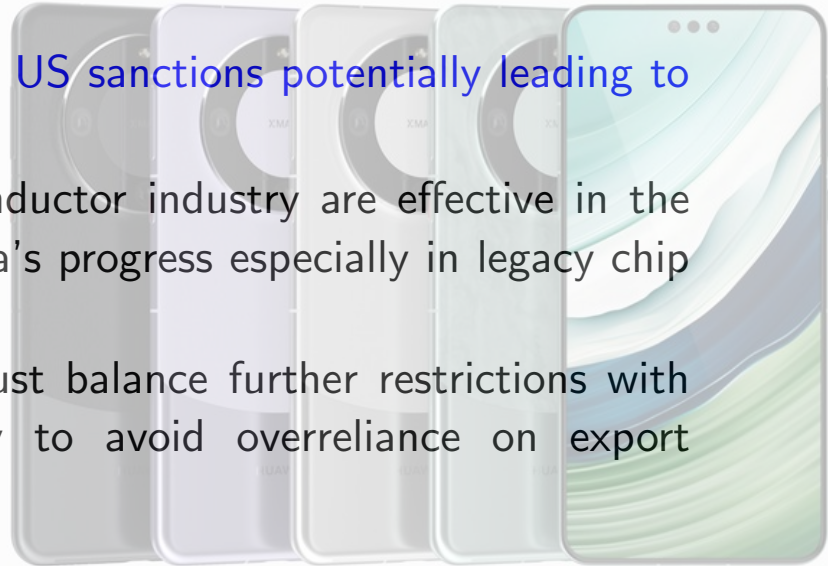 US sanctions potentially leading to
nductor industry are effective in the
a's progress especially in legacy chip
ust balance further restrictions with
to avoid overreliance on export